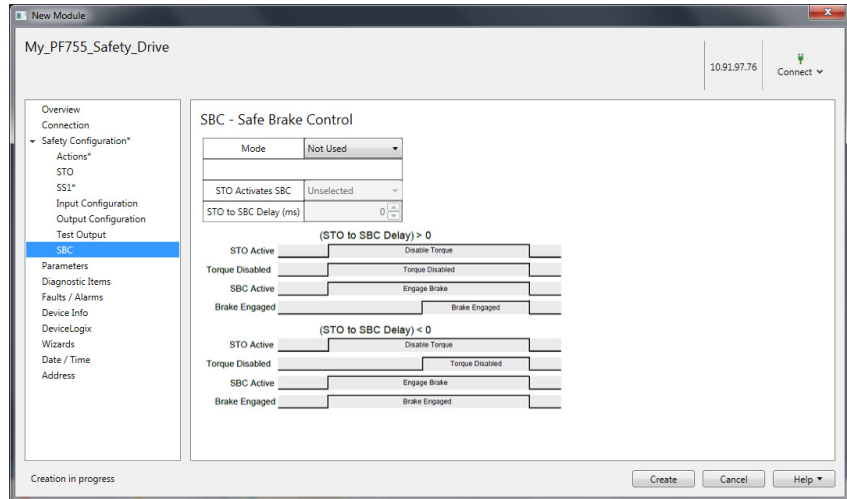 New Module
My_PF755_Safety_Drive
10.91.97.76
Connect
Overview
Connection
Safety Configuration*
Actions*
STO
SS1*
Input Configuration
Output Configuration
Test Output
SBC
Parameters
Diagnostic Items
Faults / Alarms
Device Info
DeviceLogix
Wizards
Date / Time
Address
SBC - Safe Brake Control
Mode Not Used
STO Activates SBC Unselected
STO to SBC Delay (ms) 0
(STO to SBC Delay) > 0
STO Active Disable Torque
Torque Disabled Torque Disabled
SBC Active Engage Brake
Brake Engaged Brake Engaged
(STO to SBC Delay) < 0
STO Active Disable Torque
Torque Disabled Torque Disabled
SBC Active Engage Brake
Brake Engaged Brake Engaged
Creation in progress
Create Cancel Help